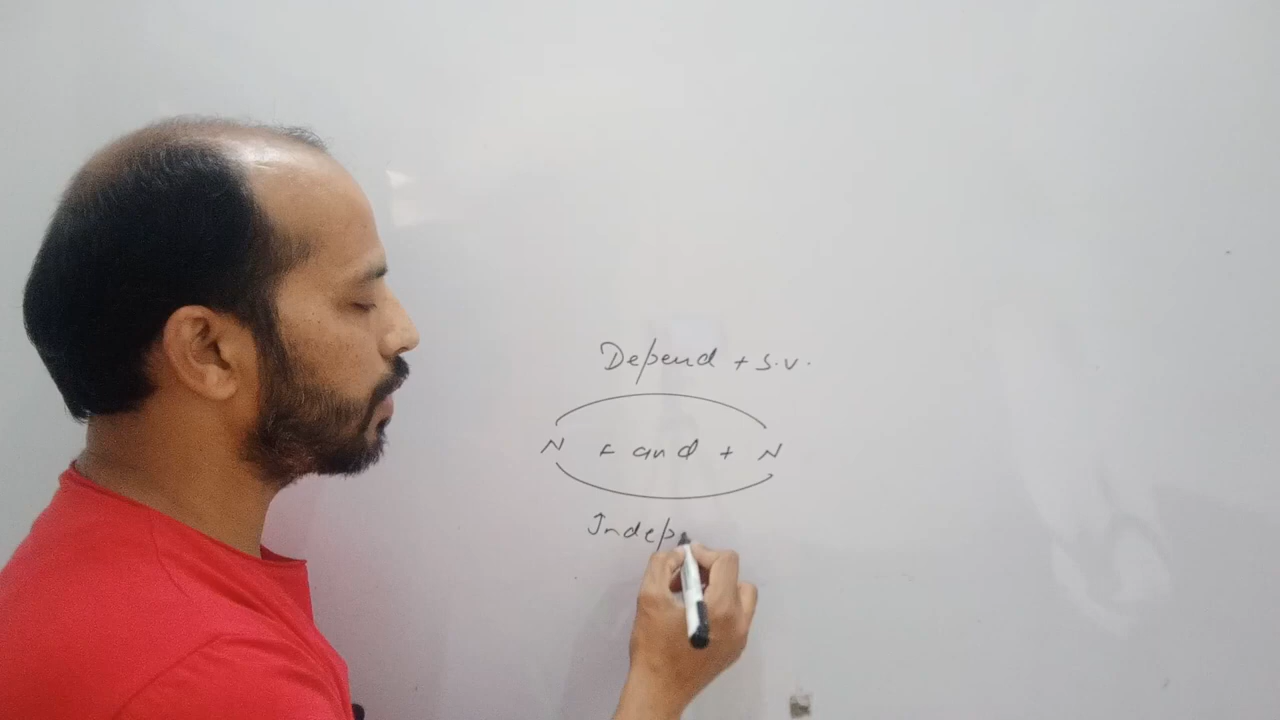 Depend + S.V.
N + and + N
Indep